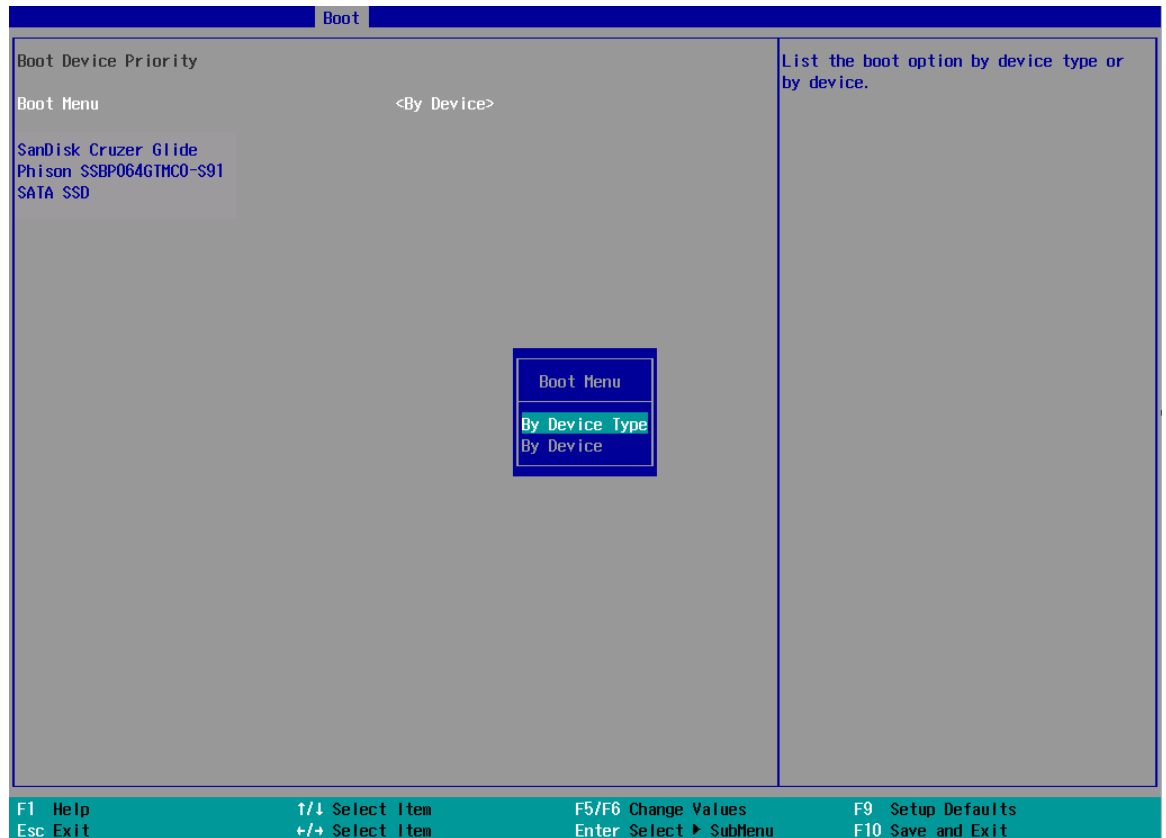 Boot
Boot Device Priority
Boot Menu <By Device>
SanDisk Cruzer Glide
Phison SSBP064GTMC0-S91
SATA SSD
List the boot option by device type or
by device.
Boot Menu
By Device Type
By Device
F1 Help ↑/↓ Select Item F5/F6 Change Values F9 Setup Defaults
Esc Exit ←/→ Select Item Enter Select ▶ SubMenu F10 Save and Exit